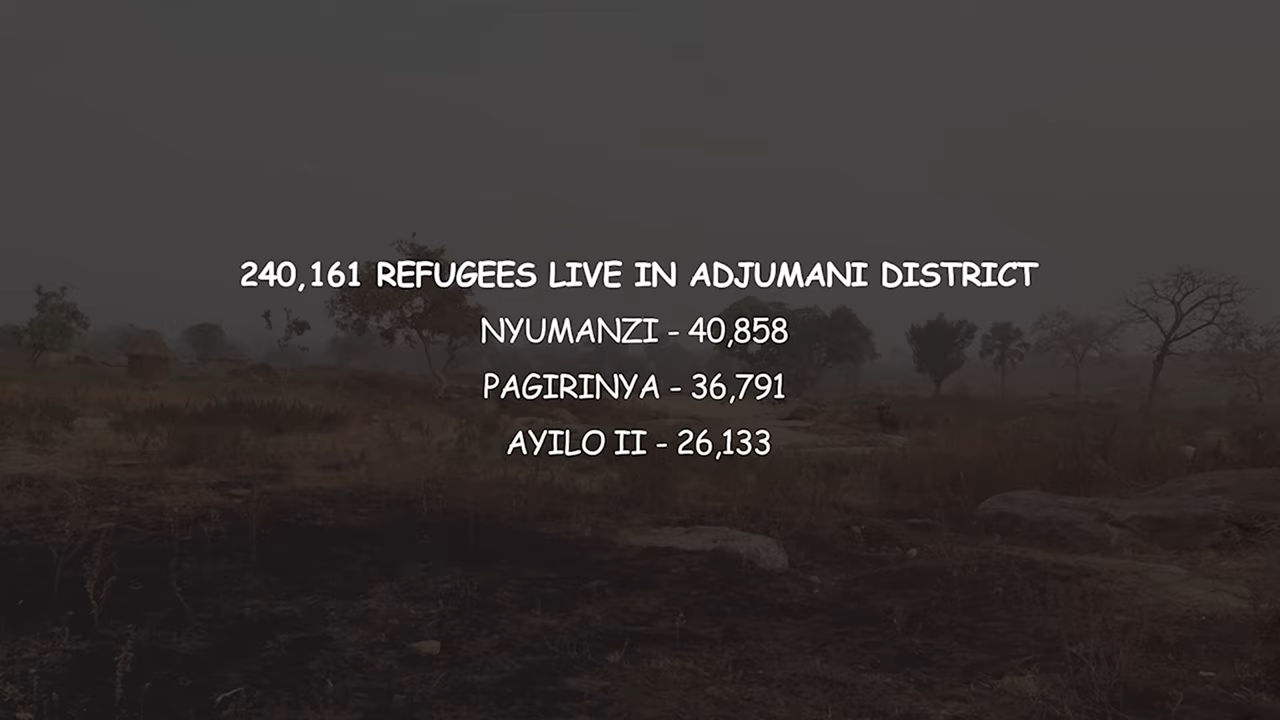 240,161 REFUGEES LIVE IN ADJUMANI DISTRICT
NYUMANZI - 40,858
PAGIRINYA - 36,791
AYILO II - 26,133